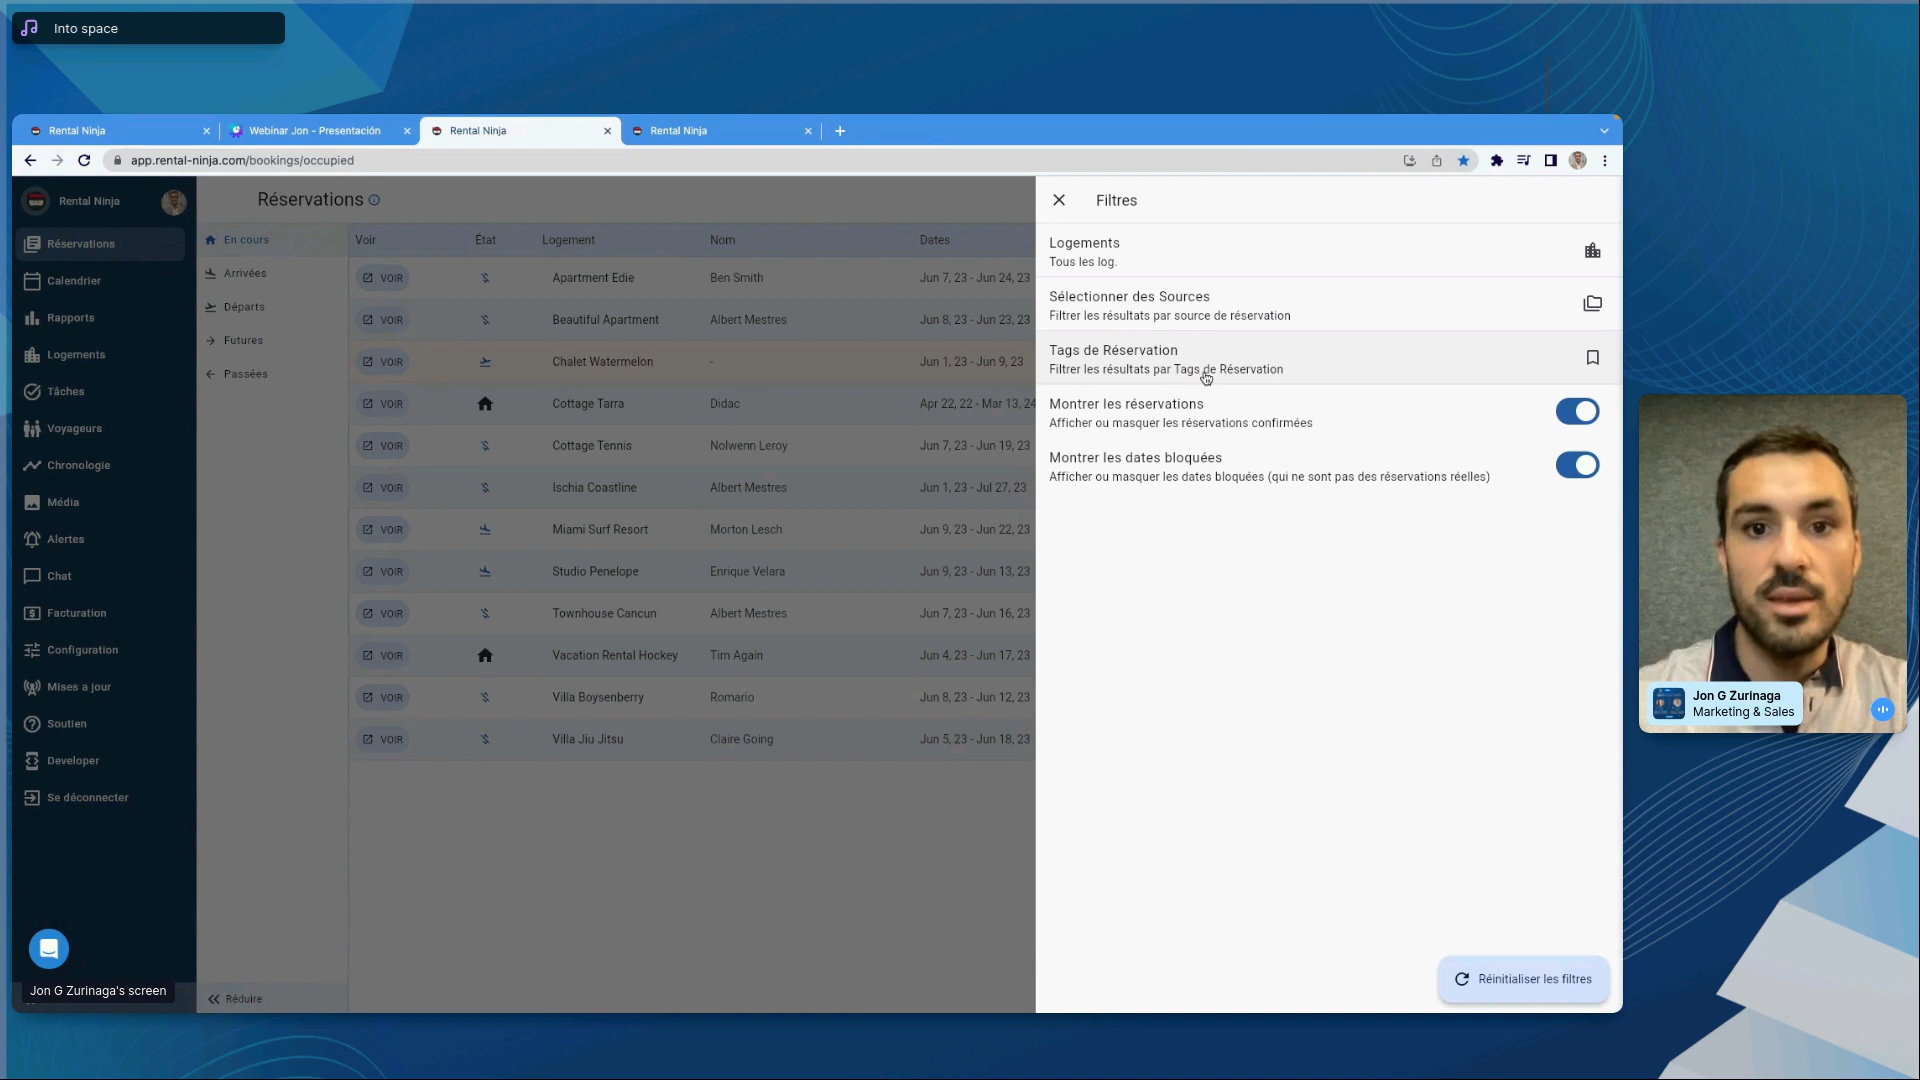 Into space
Rental Ninja
Webinar Jon - Presentación
Rental Ninja
Rental Ninja
app.rental-ninja.com/bookings/occupied
Rental Ninja
Réservations
Calendrier
Rapports
Logements
Tâches
Voyageurs
Chronologie
Média
Alertes
Chat
Facturation
Configuration
Mises a jour
Soutien
Developer
Se déconnecter
Jon G Zurinaga's screen
Réservations
En cours
Arrivées
Départs
Futures
Passées
Réduire
Voir État Logement Nom Dates
VOIR Apartment Edie Ben Smith Jun 7, 23 - Jun 24, 23
VOIR Beautiful Apartment Albert Mestres Jun 8, 23 - Jun 23, 23
VOIR Chalet Watermelon - Jun 1, 23 - Jun 9, 23
VOIR Cottage Tarra Didac Apr 22, 22 - Mar 13, 24
VOIR Cottage Tennis Nolwenn Leroy Jun 7, 23 - Jun 19, 23
VOIR Ischia Coastline Albert Mestres Jun 1, 23 - Jul 27, 23
VOIR Miami Surf Resort Morton Lesch Jun 9, 23 - Jun 22, 23
VOIR Studio Penelope Enrique Velara Jun 9, 23 - Jun 13, 23
VOIR Townhouse Cancun Albert Mestres Jun 7, 23 - Jun 16, 23
VOIR Vacation Rental Hockey Tim Again Jun 4, 23 - Jun 17, 23
VOIR Villa Boysenberry Romario Jun 8, 23 - Jun 12, 23
VOIR Villa Jiu Jitsu Claire Going Jun 5, 23 - Jun 18, 23
Filtres
Logements
Tous les log.
Sélectionner des Sources
Filtrer les résultats par source de réservation
Tags de Réservation
Filtrer les résultats par Tags de Réservation
Montrer les réservations
Afficher ou masquer les réservations confirmées
Montrer les dates bloquées
Afficher ou masquer les dates bloquées (qui ne sont pas des réservations réelles)
Réinitialiser les filtres
Jon G Zurinaga
Marketing & Sales